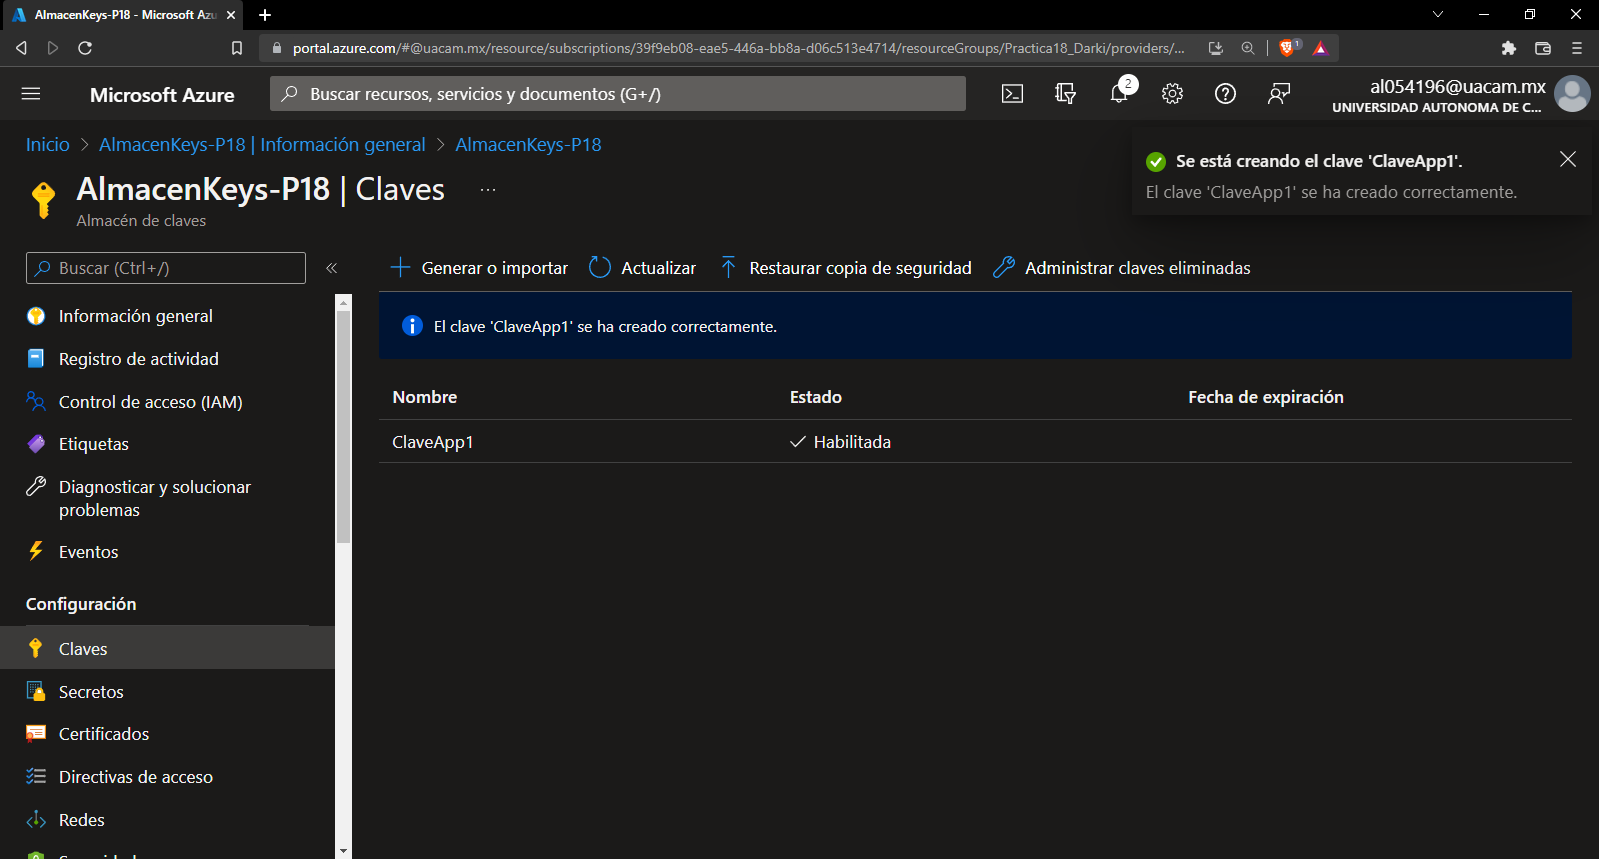 AlmacenKeys-P18 - Microsoft Azu
portal.azure.com/#@uacam.mx/resource/subscriptions/39f9eb08-eae5-446a-bb8a-d06c513e4714/resourceGroups/Practica18_Darki/providers/...
1
Microsoft Azure
Buscar recursos, servicios y documentos (G+/)
2
al054196@uacam.mx
UNIVERSIDAD AUTONOMA DE C...
Inicio > AlmacenKeys-P18 | Información general > AlmacenKeys-P18
Se está creando el clave 'ClaveApp1'.
El clave 'ClaveApp1' se ha creado correctamente.
AlmacenKeys-P18 | Claves ...
Almacén de claves
Buscar (Ctrl+/)
«
Generar o importar
Actualizar
Restaurar copia de seguridad
Administrar claves eliminadas
El clave 'ClaveApp1' se ha creado correctamente.
Nombre
Estado
Fecha de expiración
ClaveApp1
Habilitada
Información general
Registro de actividad
Control de acceso (IAM)
Etiquetas
Diagnosticar y solucionar
problemas
Eventos
Configuración
Claves
Secretos
Certificados
Directivas de acceso
Redes